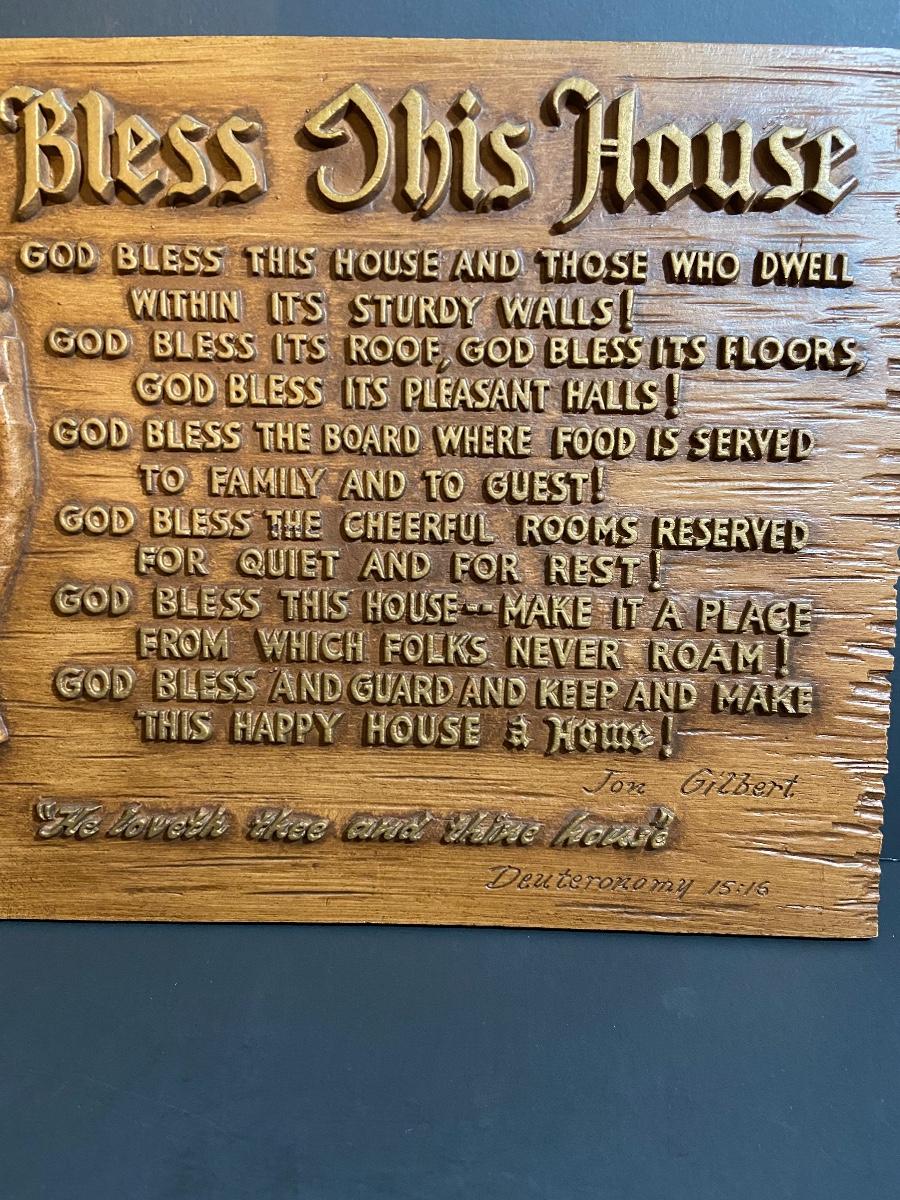 Bless This House
GOD BLESS THIS HOUSE AND THOSE WHO DWELL
WITHIN ITS STURDY WALLS!
GOD BLESS ITS ROOF, GOD BLESS ITS FLOORS,
GOD BLESS ITS PLEASANT HALLS!
GOD BLESS THE BOARD WHERE FOOD IS SERVED
TO FAMILY AND TO GUEST!
GOD BLESS THE CHEERFUL ROOMS RESERVED
FOR QUIET AND FOR REST!
GOD BLESS THIS HOUSE-- MAKE IT A PLACE
FROM WHICH FOLKS NEVER ROAM!
GOD BLESS AND GUARD AND KEEP AND MAKE
THIS HAPPY HOUSE a Home!
Jon Gilbert
"He loveth thee and thine house"
Deuteronomy 15:16